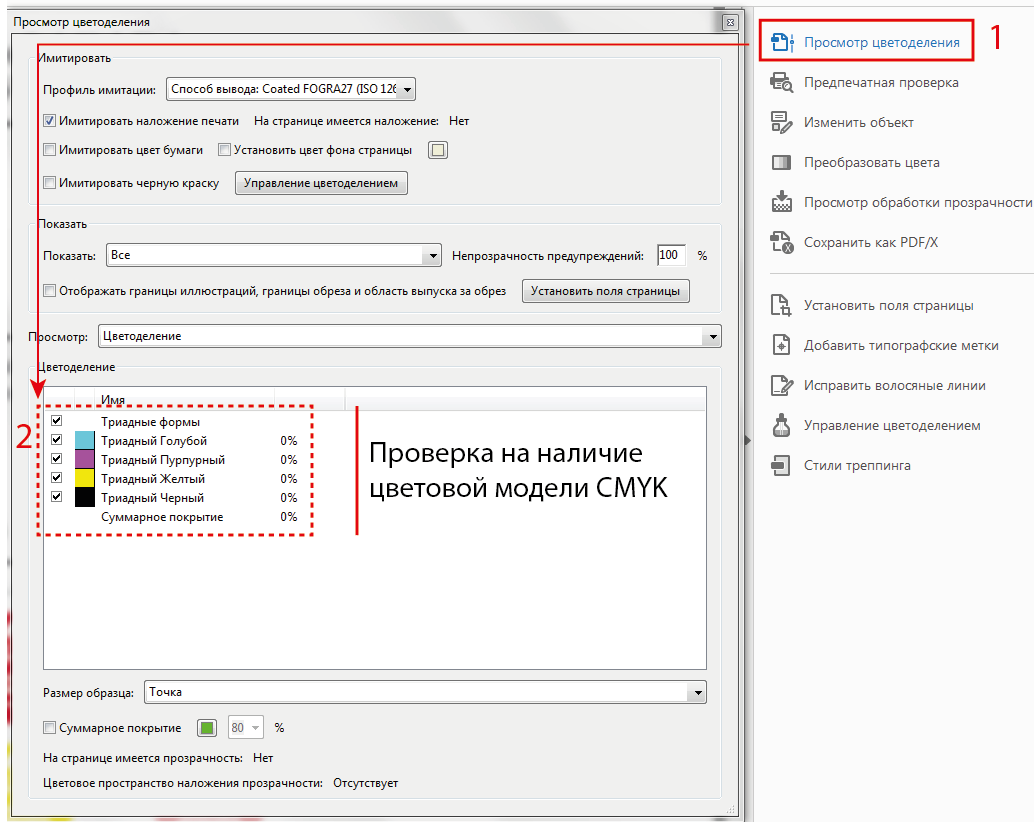 Просмотр цветоделения
Имитировать
Профиль имитации: Способ вывода: Coated FOGRA27 (ISO 126
Имитировать наложение печати На странице имеется наложение: Нет
Имитировать цвет бумаги Установить цвет фона страницы
Имитировать черную краску Управление цветоделением
Показать
Показать: Все Непрозрачность предупреждений: 100 %
Отображать границы иллюстраций, границы обреза и область выпуска за обрез Установить поля страницы
Просмотр: Цветоделение
Цветоделение
Имя
2
Триадные формы
Триадный Голубой 0%
Триадный Пурпурный 0%
Триадный Желтый 0%
Триадный Черный 0%
Суммарное покрытие 0%
Проверка на наличие
цветовой модели CMYK
Размер образца: Точка
Суммарное покрытие 80 %
На странице имеется прозрачность: Нет
Цветовое пространство наложения прозрачности: Отсутствует
Просмотр цветоделения 1
Предпечатная проверка
Изменить объект
Преобразовать цвета
Просмотр обработки прозрачности
Сохранить как PDF/X
Установить поля страницы
Добавить типографские метки
Исправить волосяные линии
Управление цветоделением
Стили треппинга